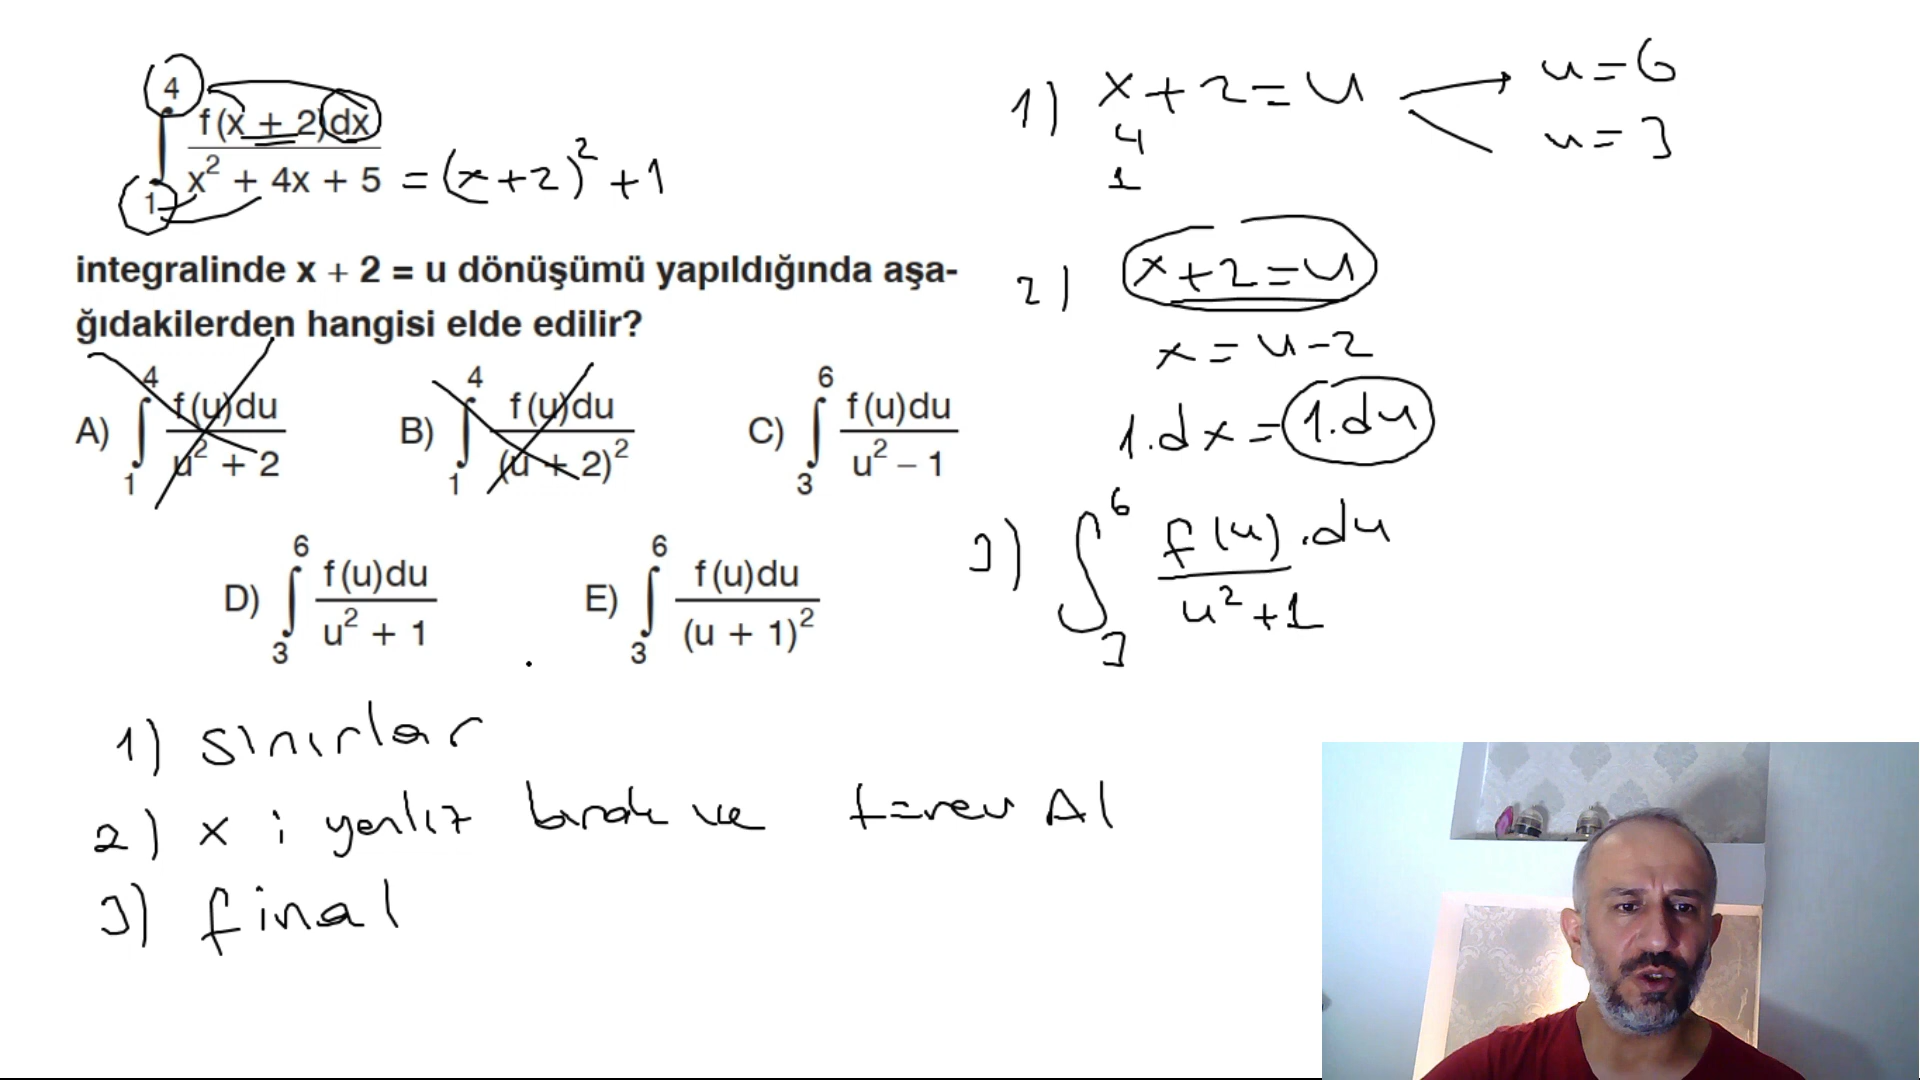 ∫₁⁴ f(x + 2)dx / x² + 4x + 5 = (x+2)² + 1
integralinde x + 2 = u dönüşümü yapıldığında aşa-
ğıdakilerden hangisi elde edilir?
A) ∫₁⁴ f(u)du / u² + 2 B) ∫₁⁴ f(u)du / (u + 2)² C) ∫₃⁶ f(u)du / u² – 1
D) ∫₃⁶ f(u)du / u² + 1 E) ∫₃⁶ f(u)du / (u + 1)²
1) sınırlar
2) x i yanlız bırak ve türev Al
3) final
1) x+2=u
4
1
u=6
u=3
2) x+2=u
x=u-2
1.dx=1.du
3) ∫₃⁶ f(u) / u²+1 .du